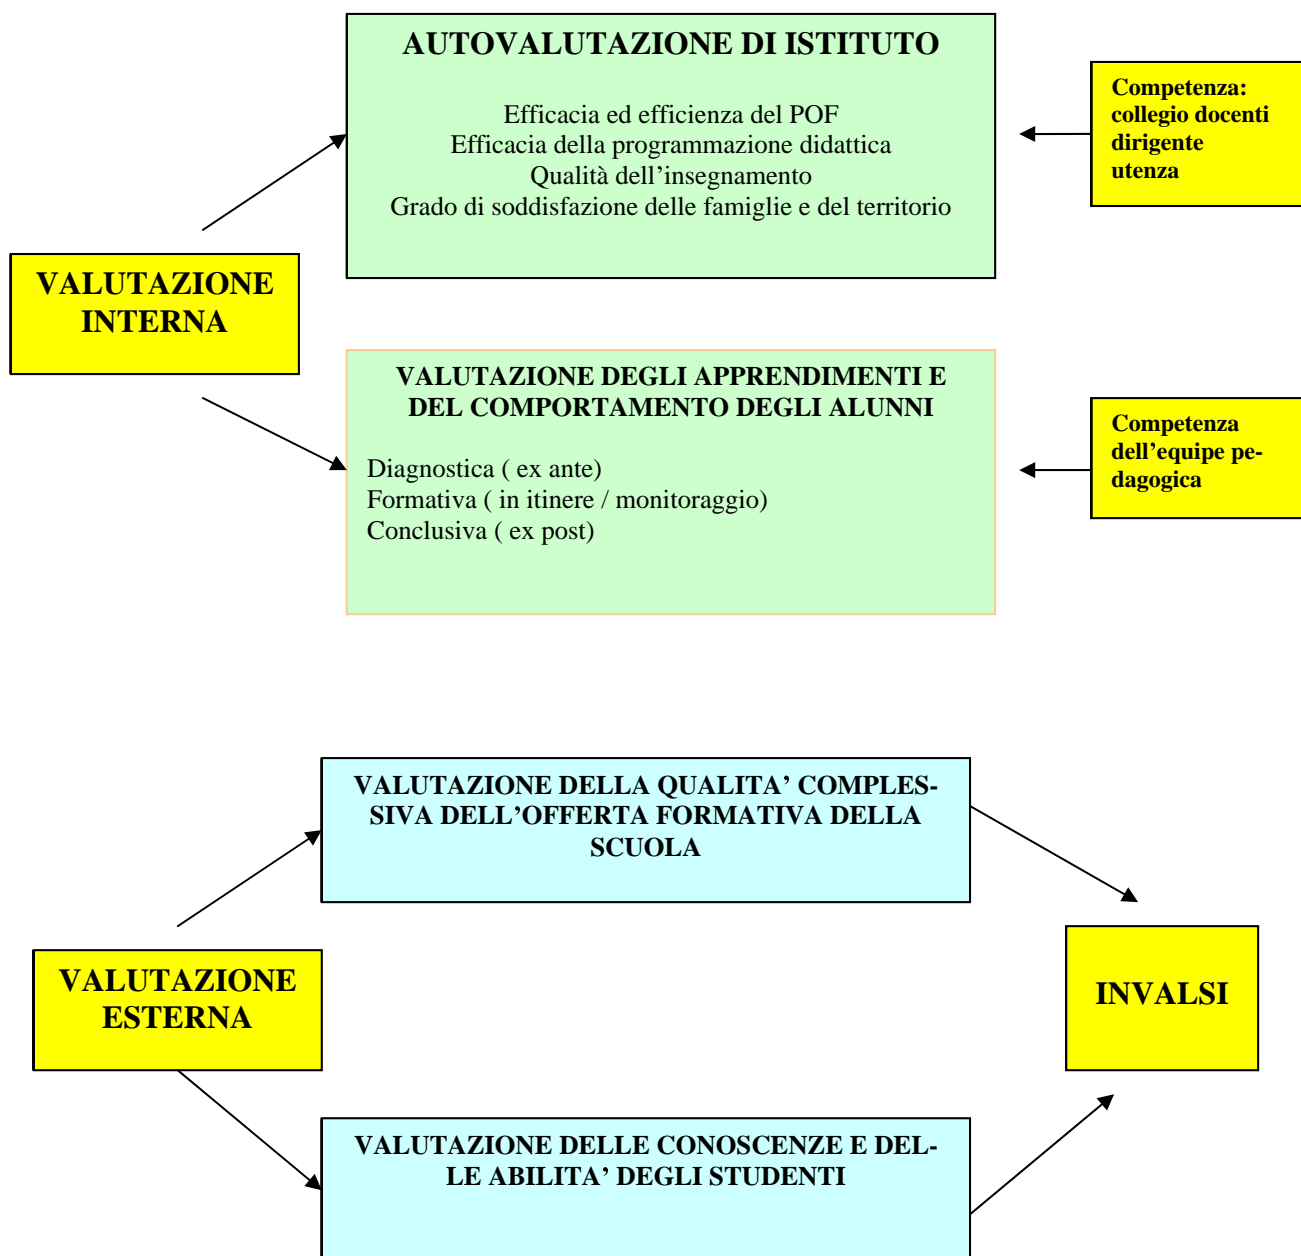 AUTOVALUTAZIONE DI ISTITUTO
Efficacia ed efficienza del POF
Efficacia della programmazione didattica
Qualità dell’insegnamento
Grado di soddisfazione delle famiglie e del territorio
Competenza:
collegio docenti
dirigente
utenza
VALUTAZIONE
INTERNA
VALUTAZIONE DEGLI APPRENDIMENTI E
DEL COMPORTAMENTO DEGLI ALUNNI
Diagnostica ( ex ante)
Formativa ( in itinere / monitoraggio)
Conclusiva ( ex post)
Competenza
dell’equipe pe-
dagogica
VALUTAZIONE DELLA QUALITA’ COMPLES-
SIVA DELL’OFFERTA FORMATIVA DELLA
SCUOLA
VALUTAZIONE
ESTERNA
INVALSI
VALUTAZIONE DELLE CONOSCENZE E DEL-
LE ABILITA’ DEGLI STUDENTI